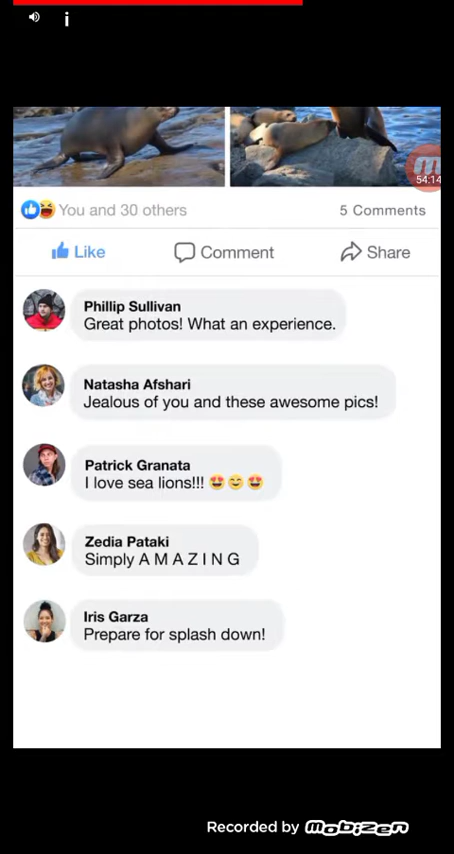 54:14
You and 30 others
5 Comments
Like
Comment
Share
Phillip Sullivan
Great photos! What an experience.
Natasha Afshari
Jealous of you and these awesome pics!
Patrick Granata
I love sea lions!!! 😍😊😍
Zedia Pataki
Simply A M A Z I N G
Iris Garza
Prepare for splash down!
Recorded by mobizen